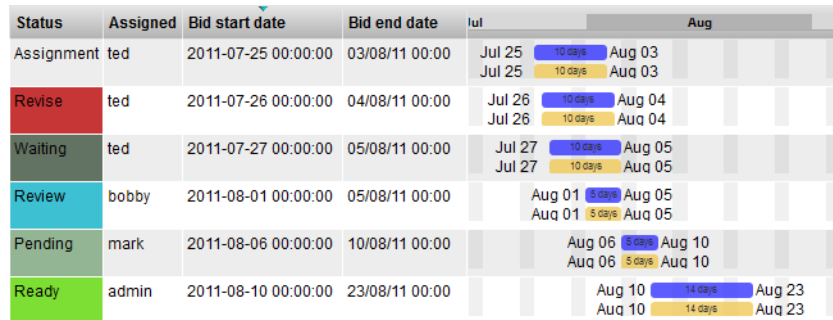 Status Assigned Bid start date Bid end date Jul Aug
Assignment ted 2011-07-25 00:00:00 03/08/11 00:00 Jul 25 10 days Aug 03
Jul 25 10 days Aug 03
Revise ted 2011-07-26 00:00:00 04/08/11 00:00 Jul 26 10 days Aug 04
Jul 26 10 days Aug 04
Waiting ted 2011-07-27 00:00:00 05/08/11 00:00 Jul 27 10 days Aug 05
Jul 27 10 days Aug 05
Review bobby 2011-08-01 00:00:00 05/08/11 00:00 Aug 01 5 days Aug 05
Aug 01 5 days Aug 05
Pending mark 2011-08-06 00:00:00 10/08/11 00:00 Aug 06 5 days Aug 10
Aug 06 5 days Aug 10
Ready admin 2011-08-10 00:00:00 23/08/11 00:00 Aug 10 14 days Aug 23
Aug 10 14 days Aug 23